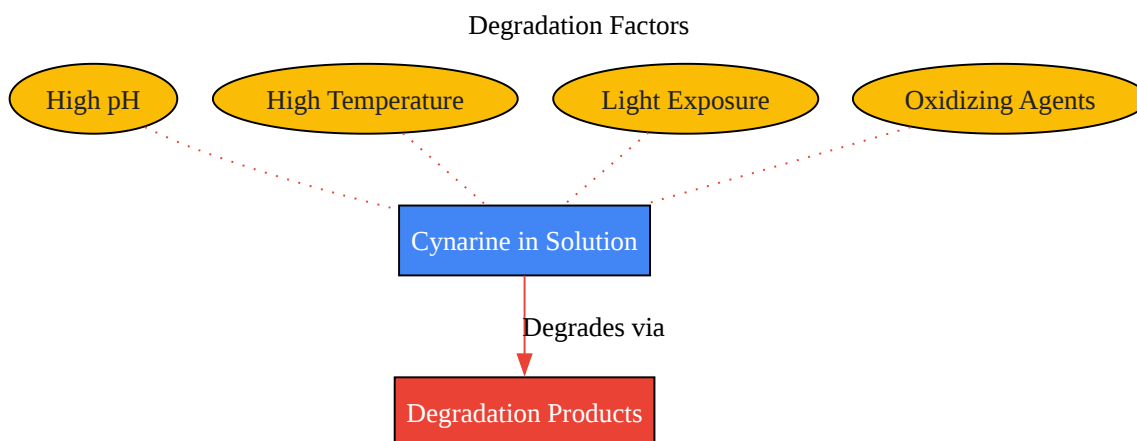 Degradation Factors
High pH
High Temperature
Light Exposure
Oxidizing Agents
Cynarine in Solution
Degrades via
Degradation Products